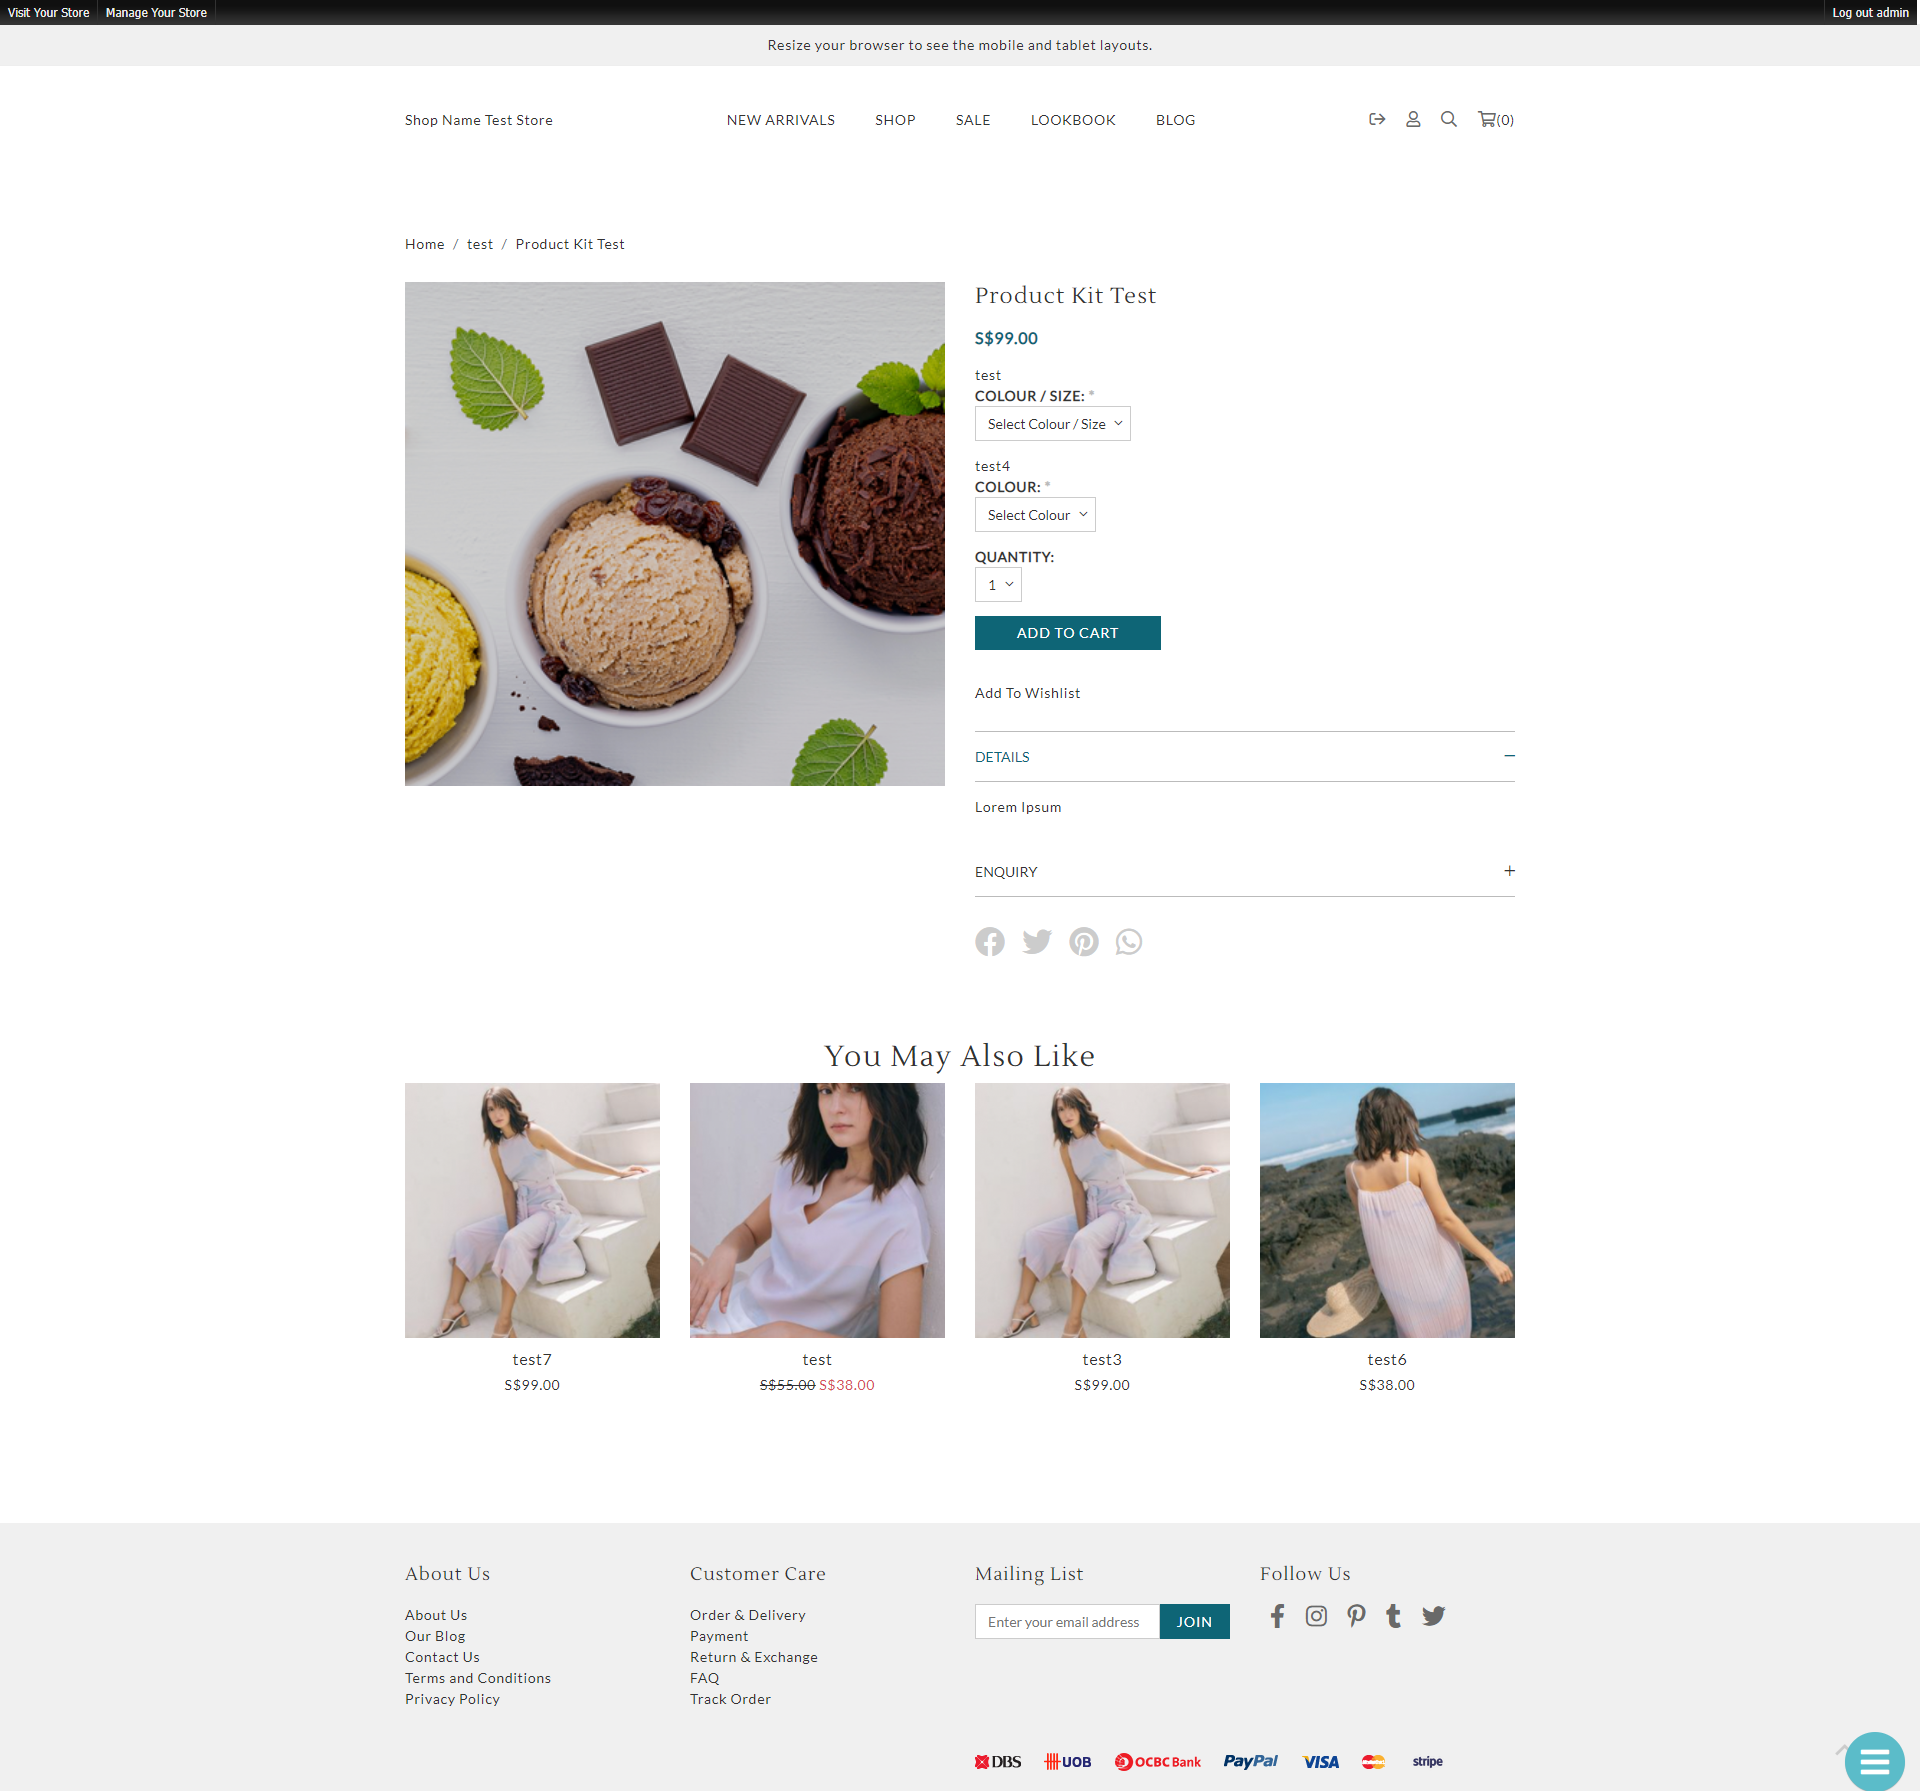 Visit Your Store Manage Your Store Log out admin
Resize your browser to see the mobile and tablet layouts.
Shop Name Test Store NEW ARRIVALS SHOP SALE LOOKBOOK BLOG (0)
Home / test / Product Kit Test
Product Kit Test
S$99.00
test
COLOUR / SIZE: *
Select Colour / Size
test4
COLOUR: *
Select Colour
QUANTITY:
1
ADD TO CART
Add To Wishlist
DETAILS
Lorem Ipsum
ENQUIRY
You May Also Like
test7 test test3 test6
S$99.00 S$55.00 S$38.00 S$99.00 S$38.00
About Us
About Us
Our Blog
Contact Us
Terms and Conditions
Privacy Policy
Customer Care
Order & Delivery
Payment
Return & Exchange
FAQ
Track Order
Mailing List
Enter your email address JOIN
Follow Us
DBS UOB OCBC Bank PayPal VISA MasterCard stripe